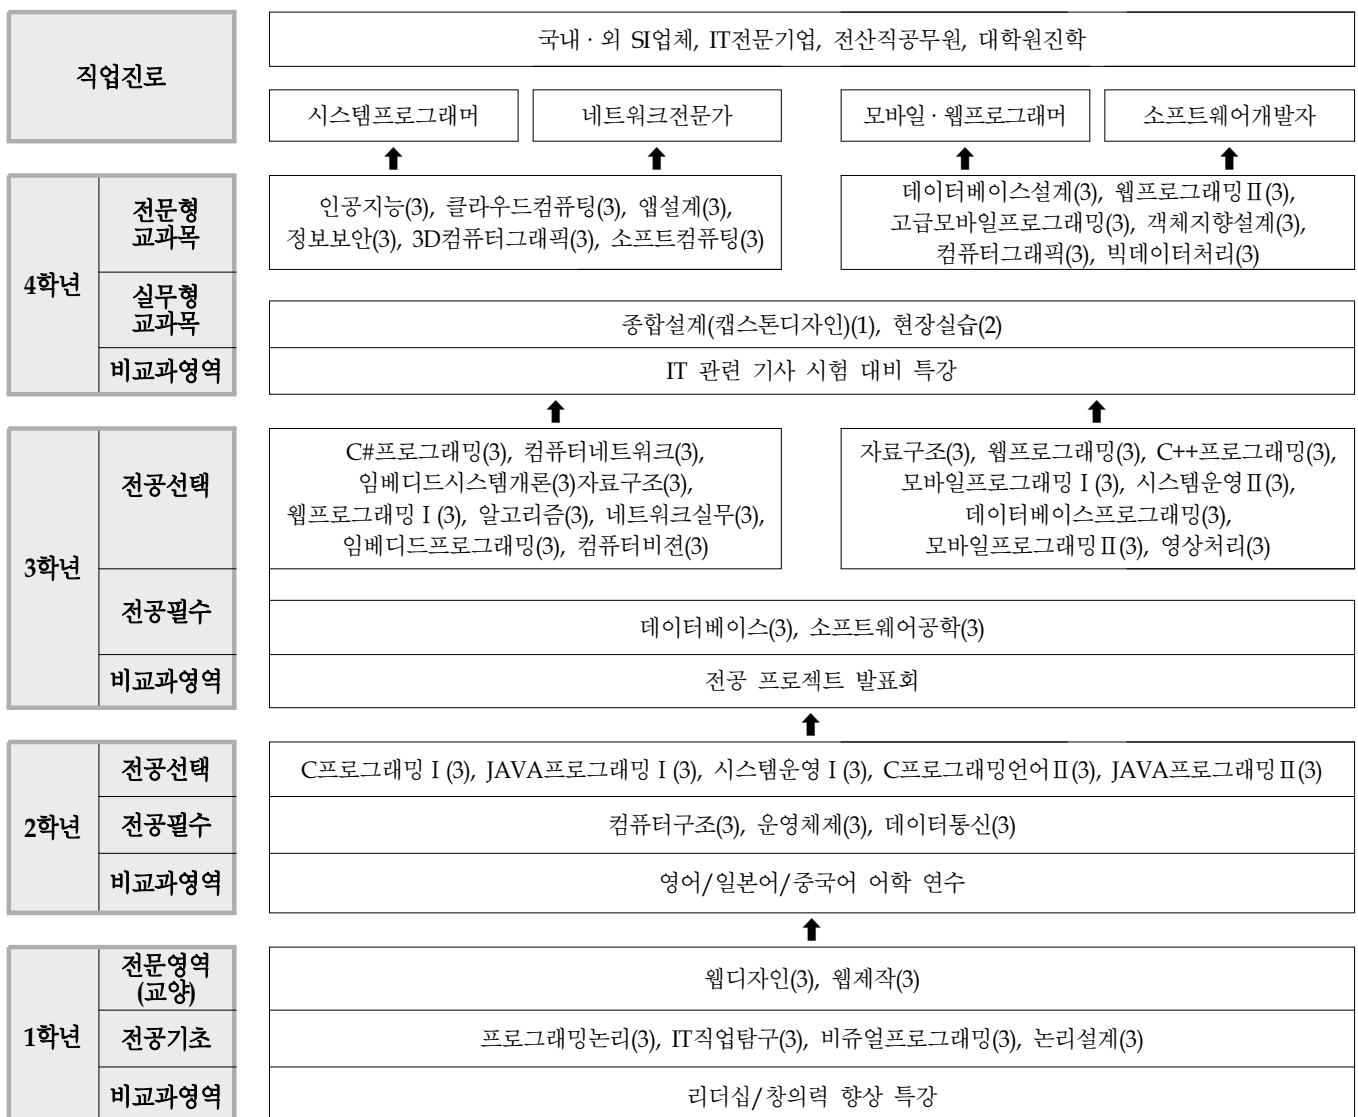 직업진로
국내 · 외 SI업체, IT전문기업, 전산직공무원, 대학원진학
시스템프로그래머
네트워크전문가
모바일 · 웹프로그래머
소프트웨어개발자
4학년
전문형
교과목
인공지능(3), 클라우드컴퓨팅(3), 앱설계(3),
정보보안(3), 3D컴퓨터그래픽(3), 소프트컴퓨팅(3)
데이터베이스설계(3), 웹프로그래밍Ⅱ(3),
고급모바일프로그래밍(3), 객체지향설계(3),
컴퓨터그래픽(3), 빅데이터처리(3)
실무형
교과목
종합설계(캡스톤디자인)(1), 현장실습(2)
비교과영역
IT 관련 기사 시험 대비 특강
3학년
전공선택
C#프로그래밍(3), 컴퓨터네트워크(3),
임베디드시스템개론(3)자료구조(3),
웹프로그래밍Ⅰ(3), 알고리즘(3), 네트워크실무(3),
임베디드프로그래밍(3), 컴퓨터비젼(3)
자료구조(3), 웹프로그래밍(3), C++프로그래밍(3),
모바일프로그래밍Ⅰ(3), 시스템운영Ⅱ(3),
데이터베이스프로그래밍(3),
모바일프로그래밍Ⅱ(3), 영상처리(3)
전공필수
데이터베이스(3), 소프트웨어공학(3)
비교과영역
전공 프로젝트 발표회
2학년
전공선택
C프로그래밍Ⅰ(3), JAVA프로그래밍Ⅰ(3), 시스템운영Ⅰ(3), C프로그래밍언어Ⅱ(3), JAVA프로그래밍Ⅱ(3)
전공필수
컴퓨터구조(3), 운영체제(3), 데이터통신(3)
비교과영역
영어/일본어/중국어 어학 연수
1학년
전문영역
(교양)
웹디자인(3), 웹제작(3)
전공기초
프로그래밍논리(3), IT직업탐구(3), 비쥬얼프로그래밍(3), 논리설계(3)
비교과영역
리더십/창의력 향상 특강